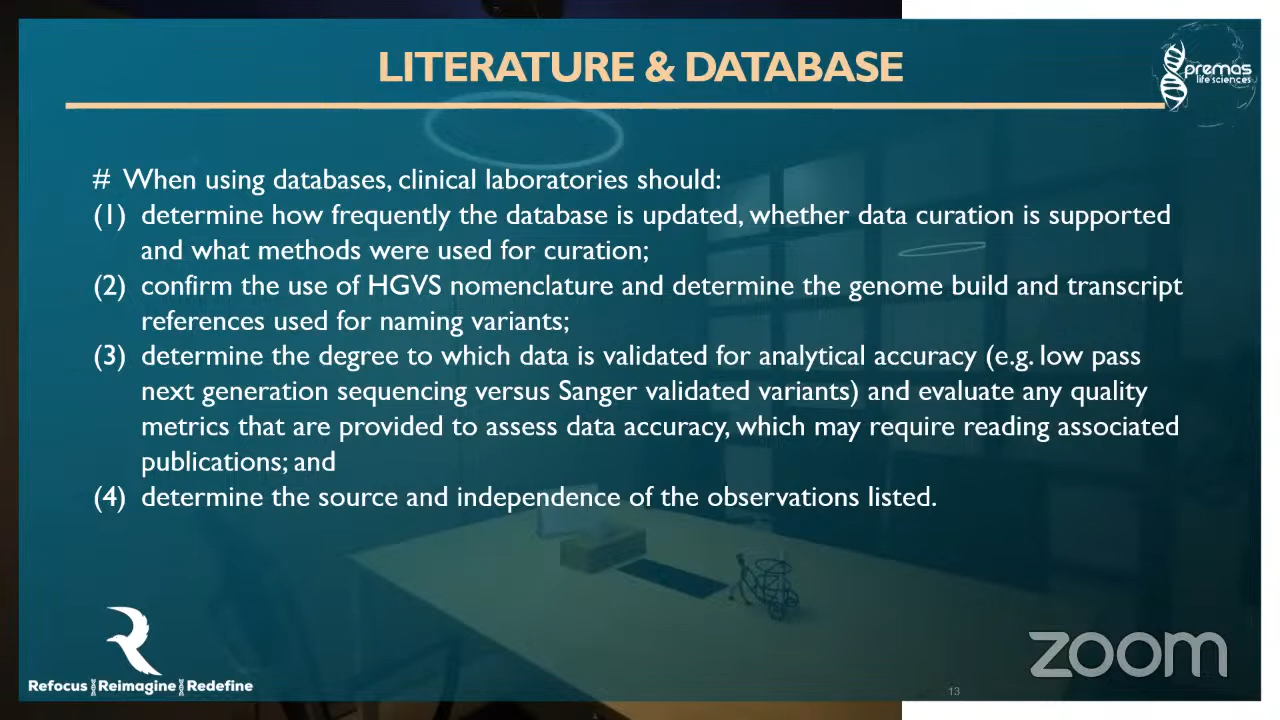 LITERATURE & DATABASE
premas
life sciences
# When using databases, clinical laboratories should:
(1) determine how frequently the database is updated, whether data curation is supported
and what methods were used for curation;
(2) confirm the use of HGVS nomenclature and determine the genome build and transcript
references used for naming variants;
(3) determine the degree to which data is validated for analytical accuracy (e.g. low pass
next generation sequencing versus Sanger validated variants) and evaluate any quality
metrics that are provided to assess data accuracy, which may require reading associated
publications; and
(4) determine the source and independence of the observations listed.
Refocus Reimagine Redefine
zoom
13